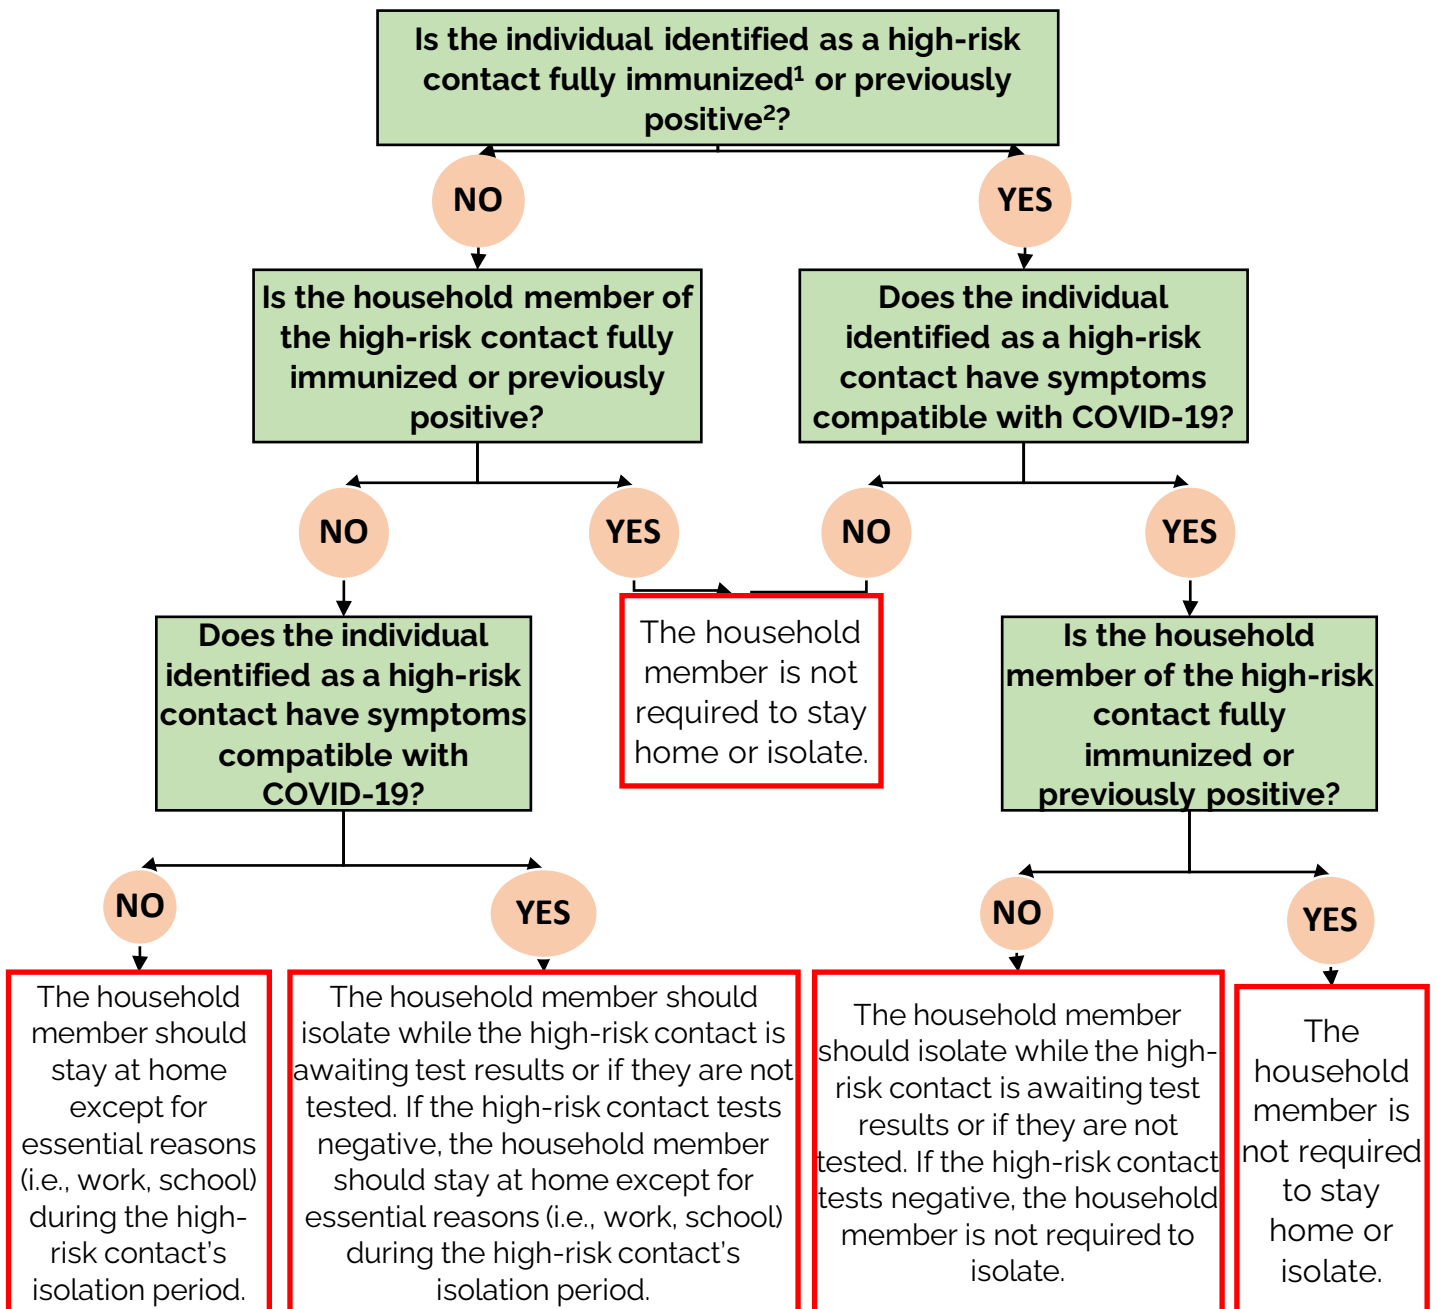 Is the individual identified as a high-risk
contact fully immunized¹ or previously
positive²?
NO
YES
Is the household member of
the high-risk contact fully
immunized or previously
positive?
Does the individual
identified as a high-risk
contact have symptoms
compatible with COVID-19?
NO
YES
NO
YES
Does the individual
identified as a high-risk
contact have symptoms
compatible with
COVID-19?
The household
member is not
required to stay
home or isolate.
Is the household
member of the high-risk
contact fully
immunized or
previously positive?
NO
YES
NO
YES
The household
member should
stay at home
except for
essential reasons
(i.e., work, school)
during the high-
risk contact's
isolation period.
The household member should
isolate while the high-risk contact is
awaiting test results or if they are not
tested. If the high-risk contact tests
negative, the household member
should stay at home except for
essential reasons (i.e., work, school)
during the high-risk contact's
isolation period.
The household member
should isolate while the high-
risk contact is awaiting test
results or if they are not
tested. If the high-risk contact
tests negative, the household
member is not required to
isolate.
The
household
member is
not required
to stay
home or
isolate.